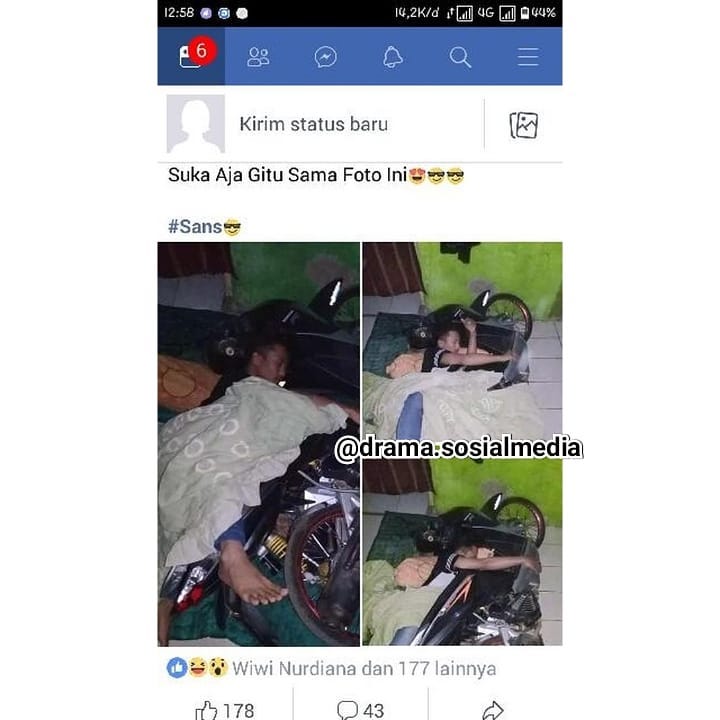 12:58
14,2K/d 4G 44%
6
Kirim status baru
Suka Aja Gitu Sama Foto Ini😍😎😎
#Sans😎
@drama.sosialmedia
Wiwi Nurdiana dan 177 lainnya
178 43